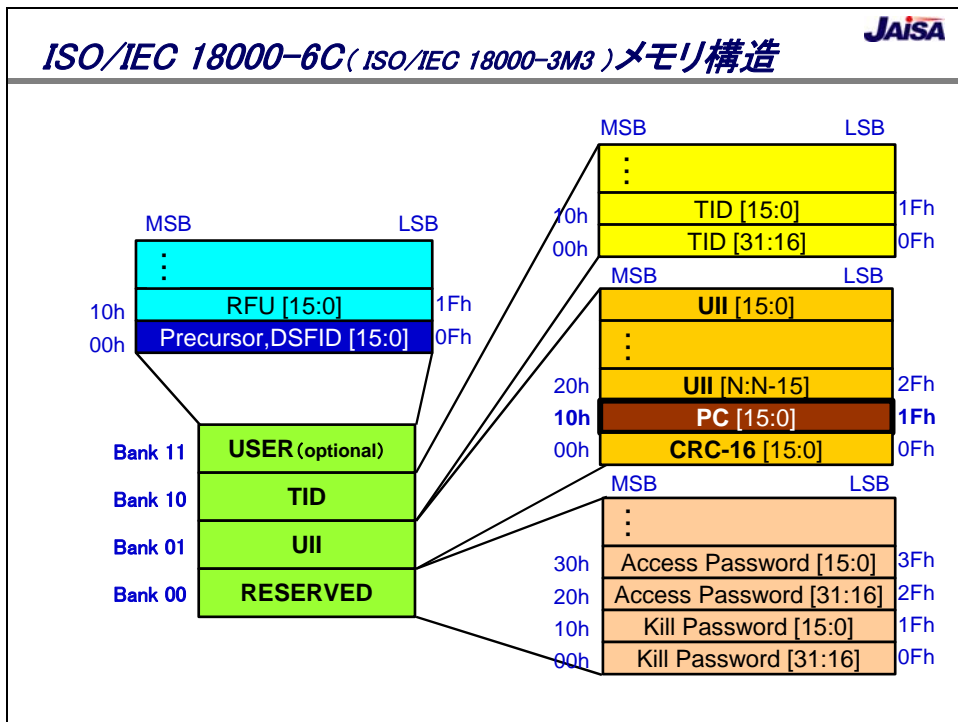 JAISA
ISO/IEC 18000-6C( ISO/IEC 18000-3M3 )メモリ構造
MSB LSB
⋮
10h RFU [15:0] 1Fh
00h Precursor,DSFID [15:0] 0Fh
Bank 11 USER(optional)
Bank 10 TID
Bank 01 UII
Bank 00 RESERVED
MSB LSB
⋮
10h TID [15:0] 1Fh
00h TID [31:16] 0Fh
MSB LSB
UII [15:0]
⋮
20h UII [N:N-15] 2Fh
10h PC [15:0] 1Fh
00h CRC-16 [15:0] 0Fh
MSB LSB
⋮
30h Access Password [15:0] 3Fh
20h Access Password [31:16] 2Fh
10h Kill Password [15:0] 1Fh
00h Kill Password [31:16] 0Fh